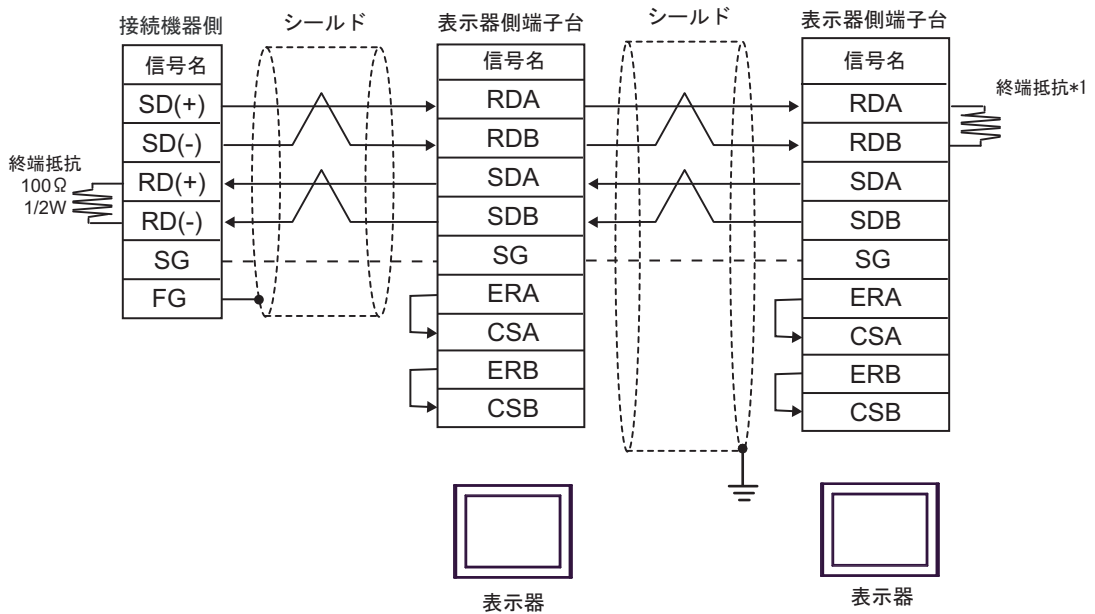 接続機器側
信号名
SD(+)
SD(-)
RD(+)
RD(-)
SG
FG
終端抵抗
100Ω
1/2W
シールド
表示器側端子台
信号名
RDA
RDB
SDA
SDB
SG
ERA
CSA
ERB
CSB
表示器
シールド
表示器側端子台
信号名
RDA
RDB
SDA
SDB
SG
ERA
CSA
ERB
CSB
終端抵抗*1
表示器